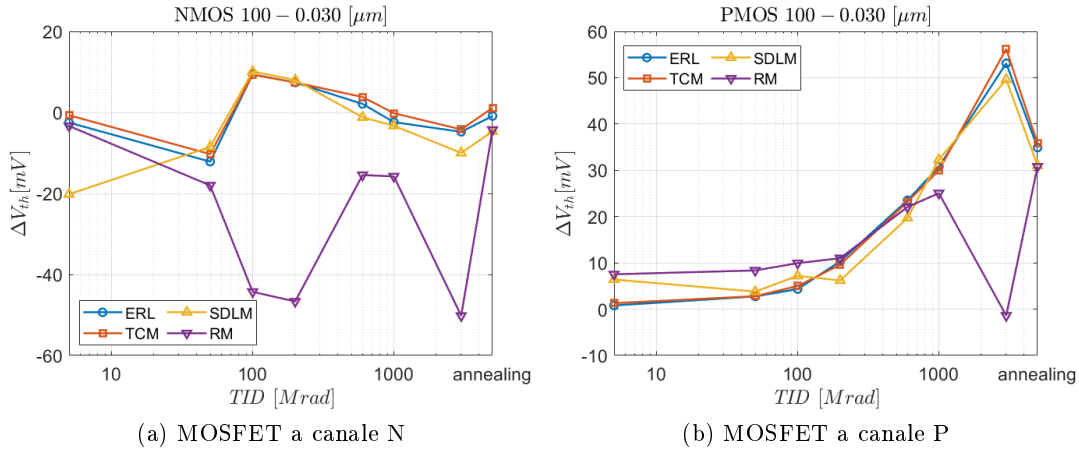 NMOS 100 − 0.030 [μm]
20
0
-20
-40
-60
ΔV_th[mV]
ERL
SDLM
TCM
RM
10
100
1000
annealing
TID [Mrad]
(a) MOSFET a canale N
PMOS 100 − 0.030 [μm]
60
50
40
30
20
10
0
-10
ΔV_th[mV]
ERL
SDLM
TCM
RM
10
100
1000
annealing
TID [Mrad]
(b) MOSFET a canale P